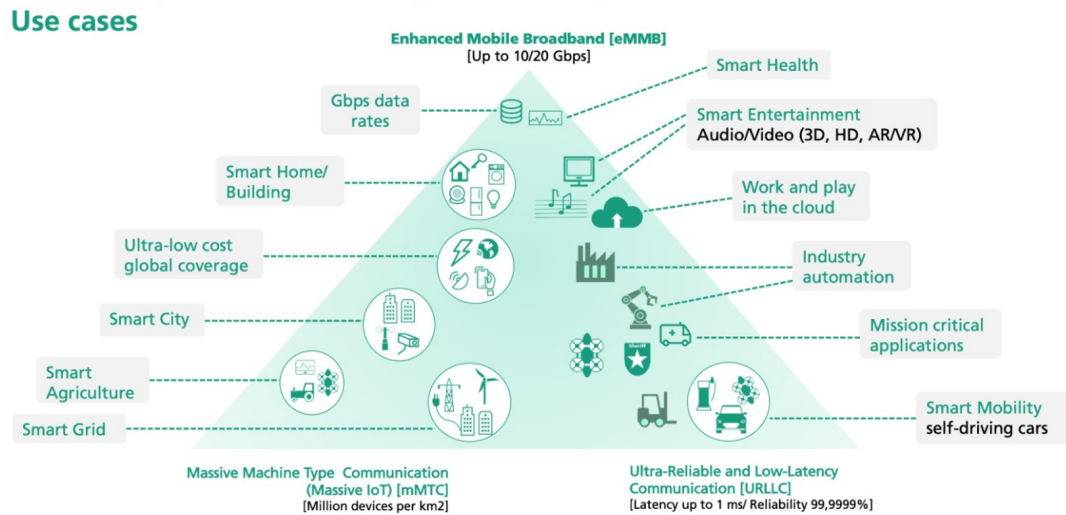 Use cases
Enhanced Mobile Broadband [eMMB]
[Up to 10/20 Gbps]
Smart Health
Gbps data
rates
Smart Entertainment
Audio/Video (3D, HD, AR/VR)
Smart Home/
Building
Work and play
in the cloud
Ultra-low cost
global coverage
Industry
automation
Smart City
Mission critical
applications
Sheriff
Smart
Agriculture
Smart Grid
Smart Mobility
self-driving cars
Massive Machine Type Communication
(Massive IoT) [mMTC]
[Million devices per km2]
Ultra-Reliable and Low-Latency
Communication [URLLC]
[Latency up to 1 ms/ Reliability 99,9999%]